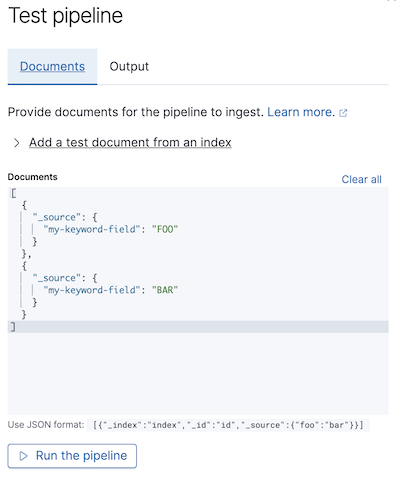 Test pipeline
Documents Output
Provide documents for the pipeline to ingest. Learn more.
Add a test document from an index
Documents
Clear all
[
{
"_source": {
"my-keyword-field": "FOO"
}
},
{
"_source": {
"my-keyword-field": "BAR"
}
}
]
Use JSON format: [{"_index":"index","_id":"id","_source":{"foo":"bar"}}]
Run the pipeline